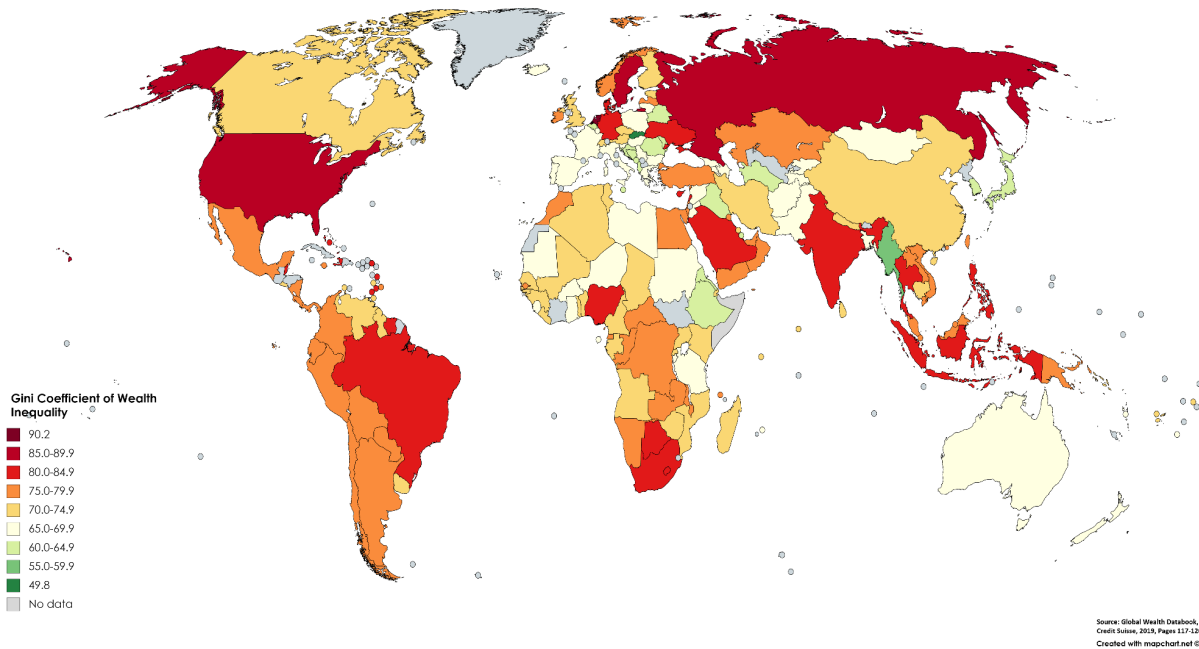 Gini Coefficient of Wealth
Inequality
90.2
85.0-89.9
80.0-84.9
75.0-79.9
70.0-74.9
65.0-69.9
60.0-64.9
55.0-59.9
49.8
No data
Source: Global Wealth Databook,
Credit Suisse, 2019, Pages 117-12
Created with mapchart.net ©